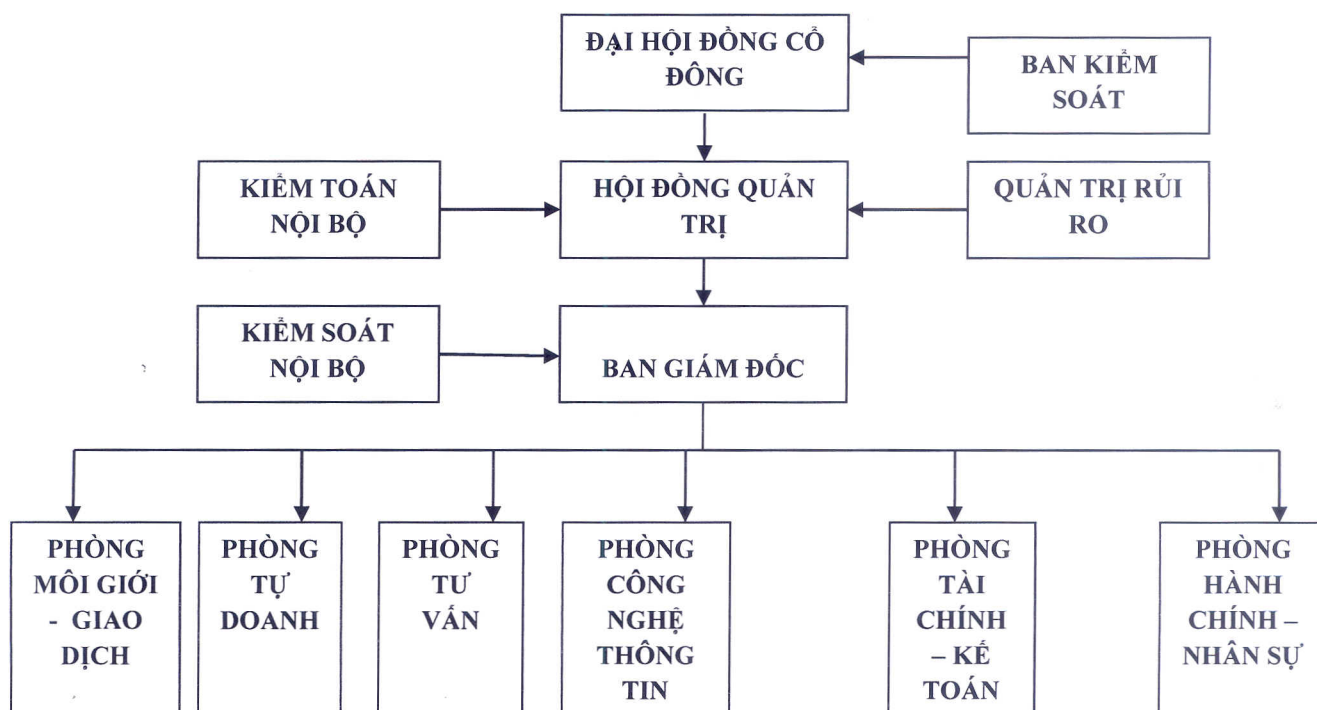 ĐẠI HỘI ĐỒNG CỔ
ĐÔNG
BAN KIỂM
SOÁT
KIỂM TOÁN
NỘI BỘ
HỘI ĐỒNG QUẢN
TRỊ
QUẢN TRỊ RỦI
RO
KIỂM SOÁT
NỘI BỘ
BAN GIÁM ĐỐC
PHÒNG
MÔI GIỚI
- GIAO
DỊCH
PHÒNG
TỰ
DOANH
PHÒNG
TƯ
VẤN
PHÒNG
CÔNG
NGHỆ
THÔNG
TIN
PHÒNG
TÀI
CHÍNH
– KẾ
TOÁN
PHÒNG
HÀNH
CHÍNH –
NHÂN SỰ